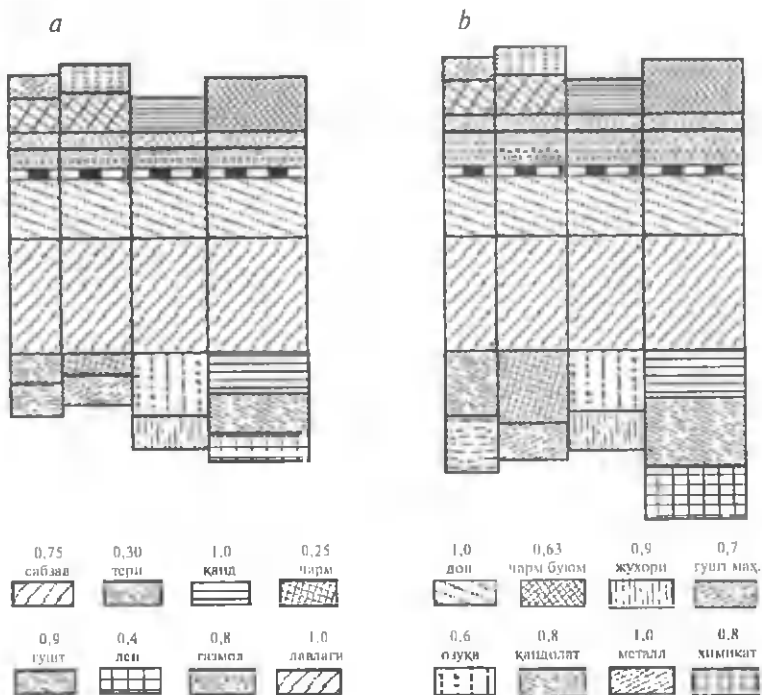 a
b
0,75 0,30 1,0 0,25
сабзав тери қанд чарм
0,9 0,4 0,8 1,0
гушт лен газмол лавлаги
1,0 0,63 0,9 0,7
дон чарм буюм жухори гушт мах.
0,6 0,8 1,0 0,8
озуқа қандолат металл химикат